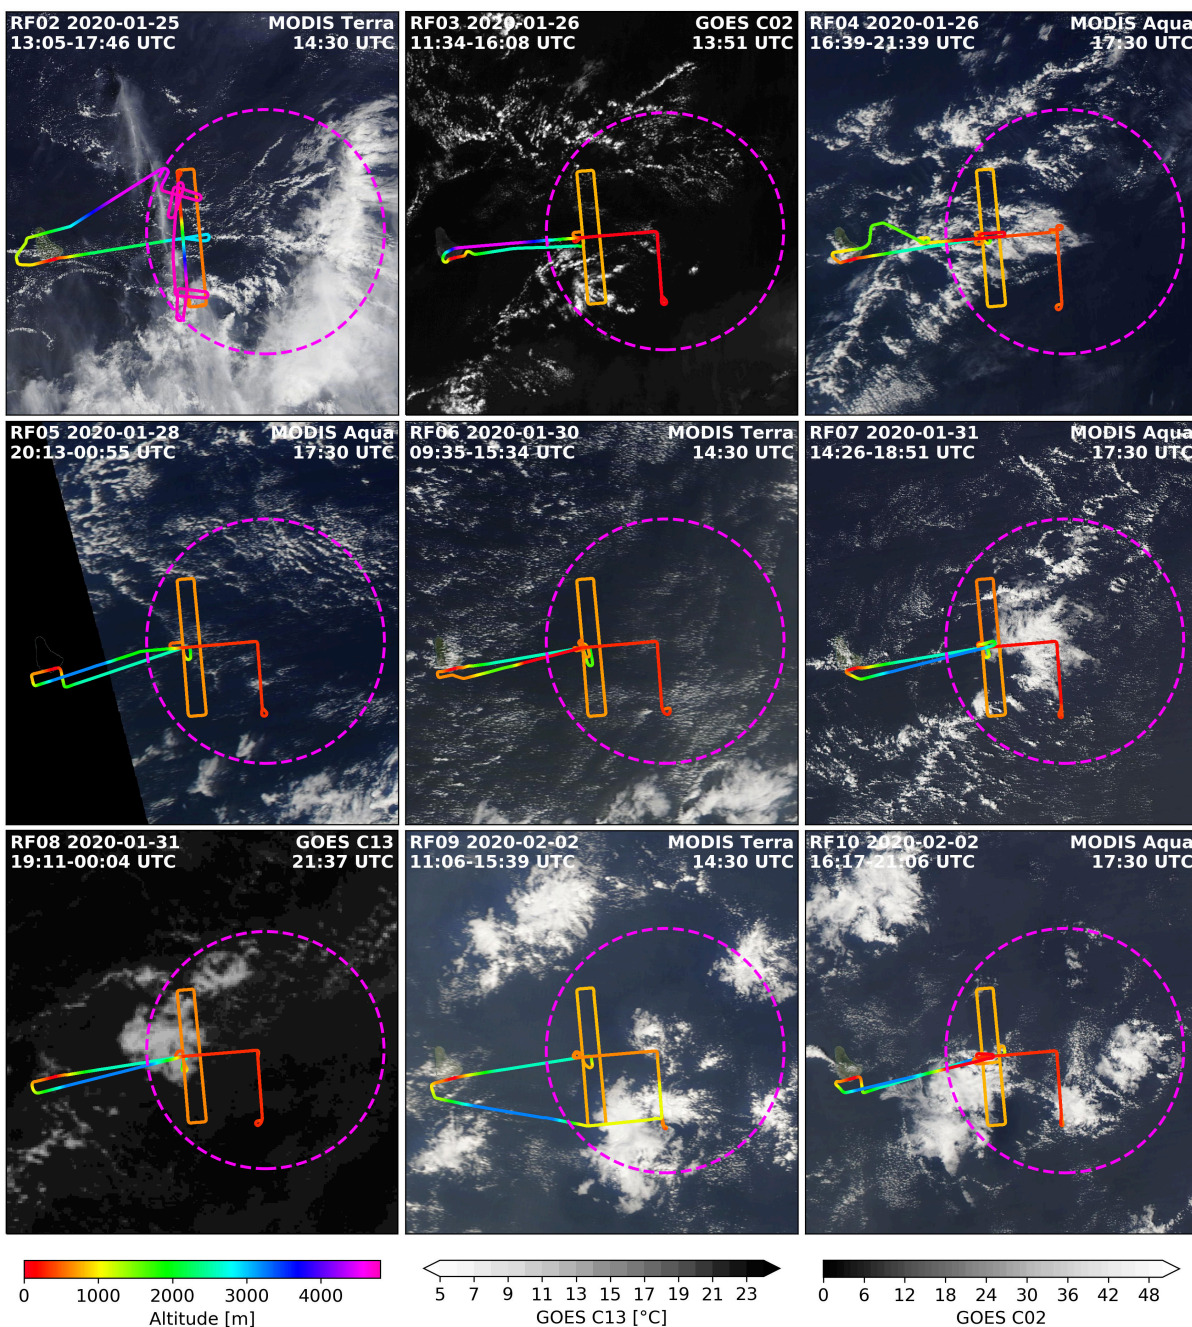 RF02 2020-01-25 MODIS Terra
13:05-17:46 UTC 14:30 UTC
RF03 2020-01-26 GOES C02
11:34-16:08 UTC 13:51 UTC
RF04 2020-01-26 MODIS Aqua
16:39-21:39 UTC 17:30 UTC
RF05 2020-01-28 MODIS Aqua
20:13-00:55 UTC 17:30 UTC
RF06 2020-01-30 MODIS Terra
09:35-15:34 UTC 14:30 UTC
RF07 2020-01-31 MODIS Aqua
14:26-18:51 UTC 17:30 UTC
RF08 2020-01-31 GOES C13
19:11-00:04 UTC 21:37 UTC
RF09 2020-02-02 MODIS Terra
11:06-15:39 UTC 14:30 UTC
RF10 2020-02-02 MODIS Aqua
16:17-21:06 UTC 17:30 UTC
0 1000 2000 3000 4000
Altitude [m]
5 7 9 11 13 15 17 19 21 23
GOES C13 [°C]
0 6 12 18 24 30 36 42 48
GOES C02